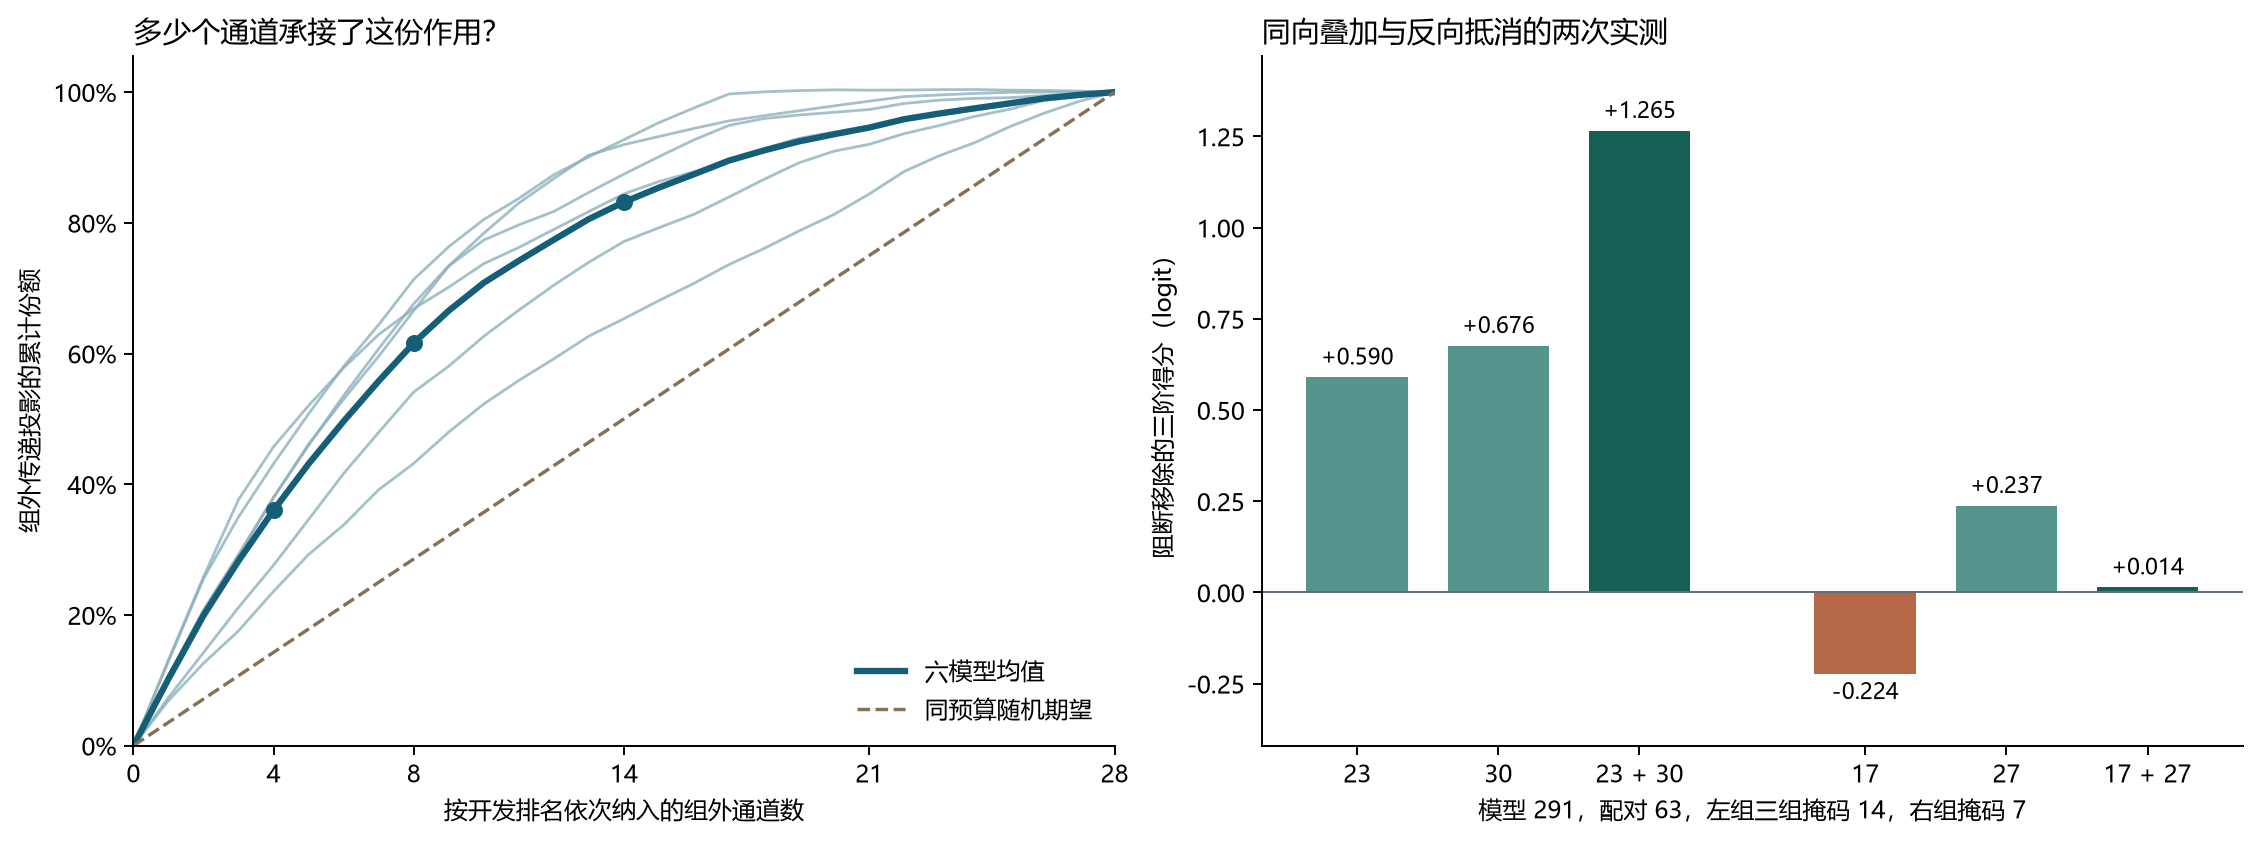 多少个通道承接了这份作用？
组外传递投影的累计份额
100%
80%
60%
40%
20%
0%
0
4
8
14
21
28
按开发排名依次纳入的组外通道数
六模型均值
同预算随机期望
同向叠加与反向抵消的两次实测
阻断移除的三阶得分（logit）
1.25
1.00
0.75
0.50
0.25
0.00
-0.25
+0.590
+0.676
+1.265
-0.224
+0.237
+0.014
23
30
23 + 30
17
27
17 + 27
模型 291，配对 63，左组三组掩码 14，右组掩码 7